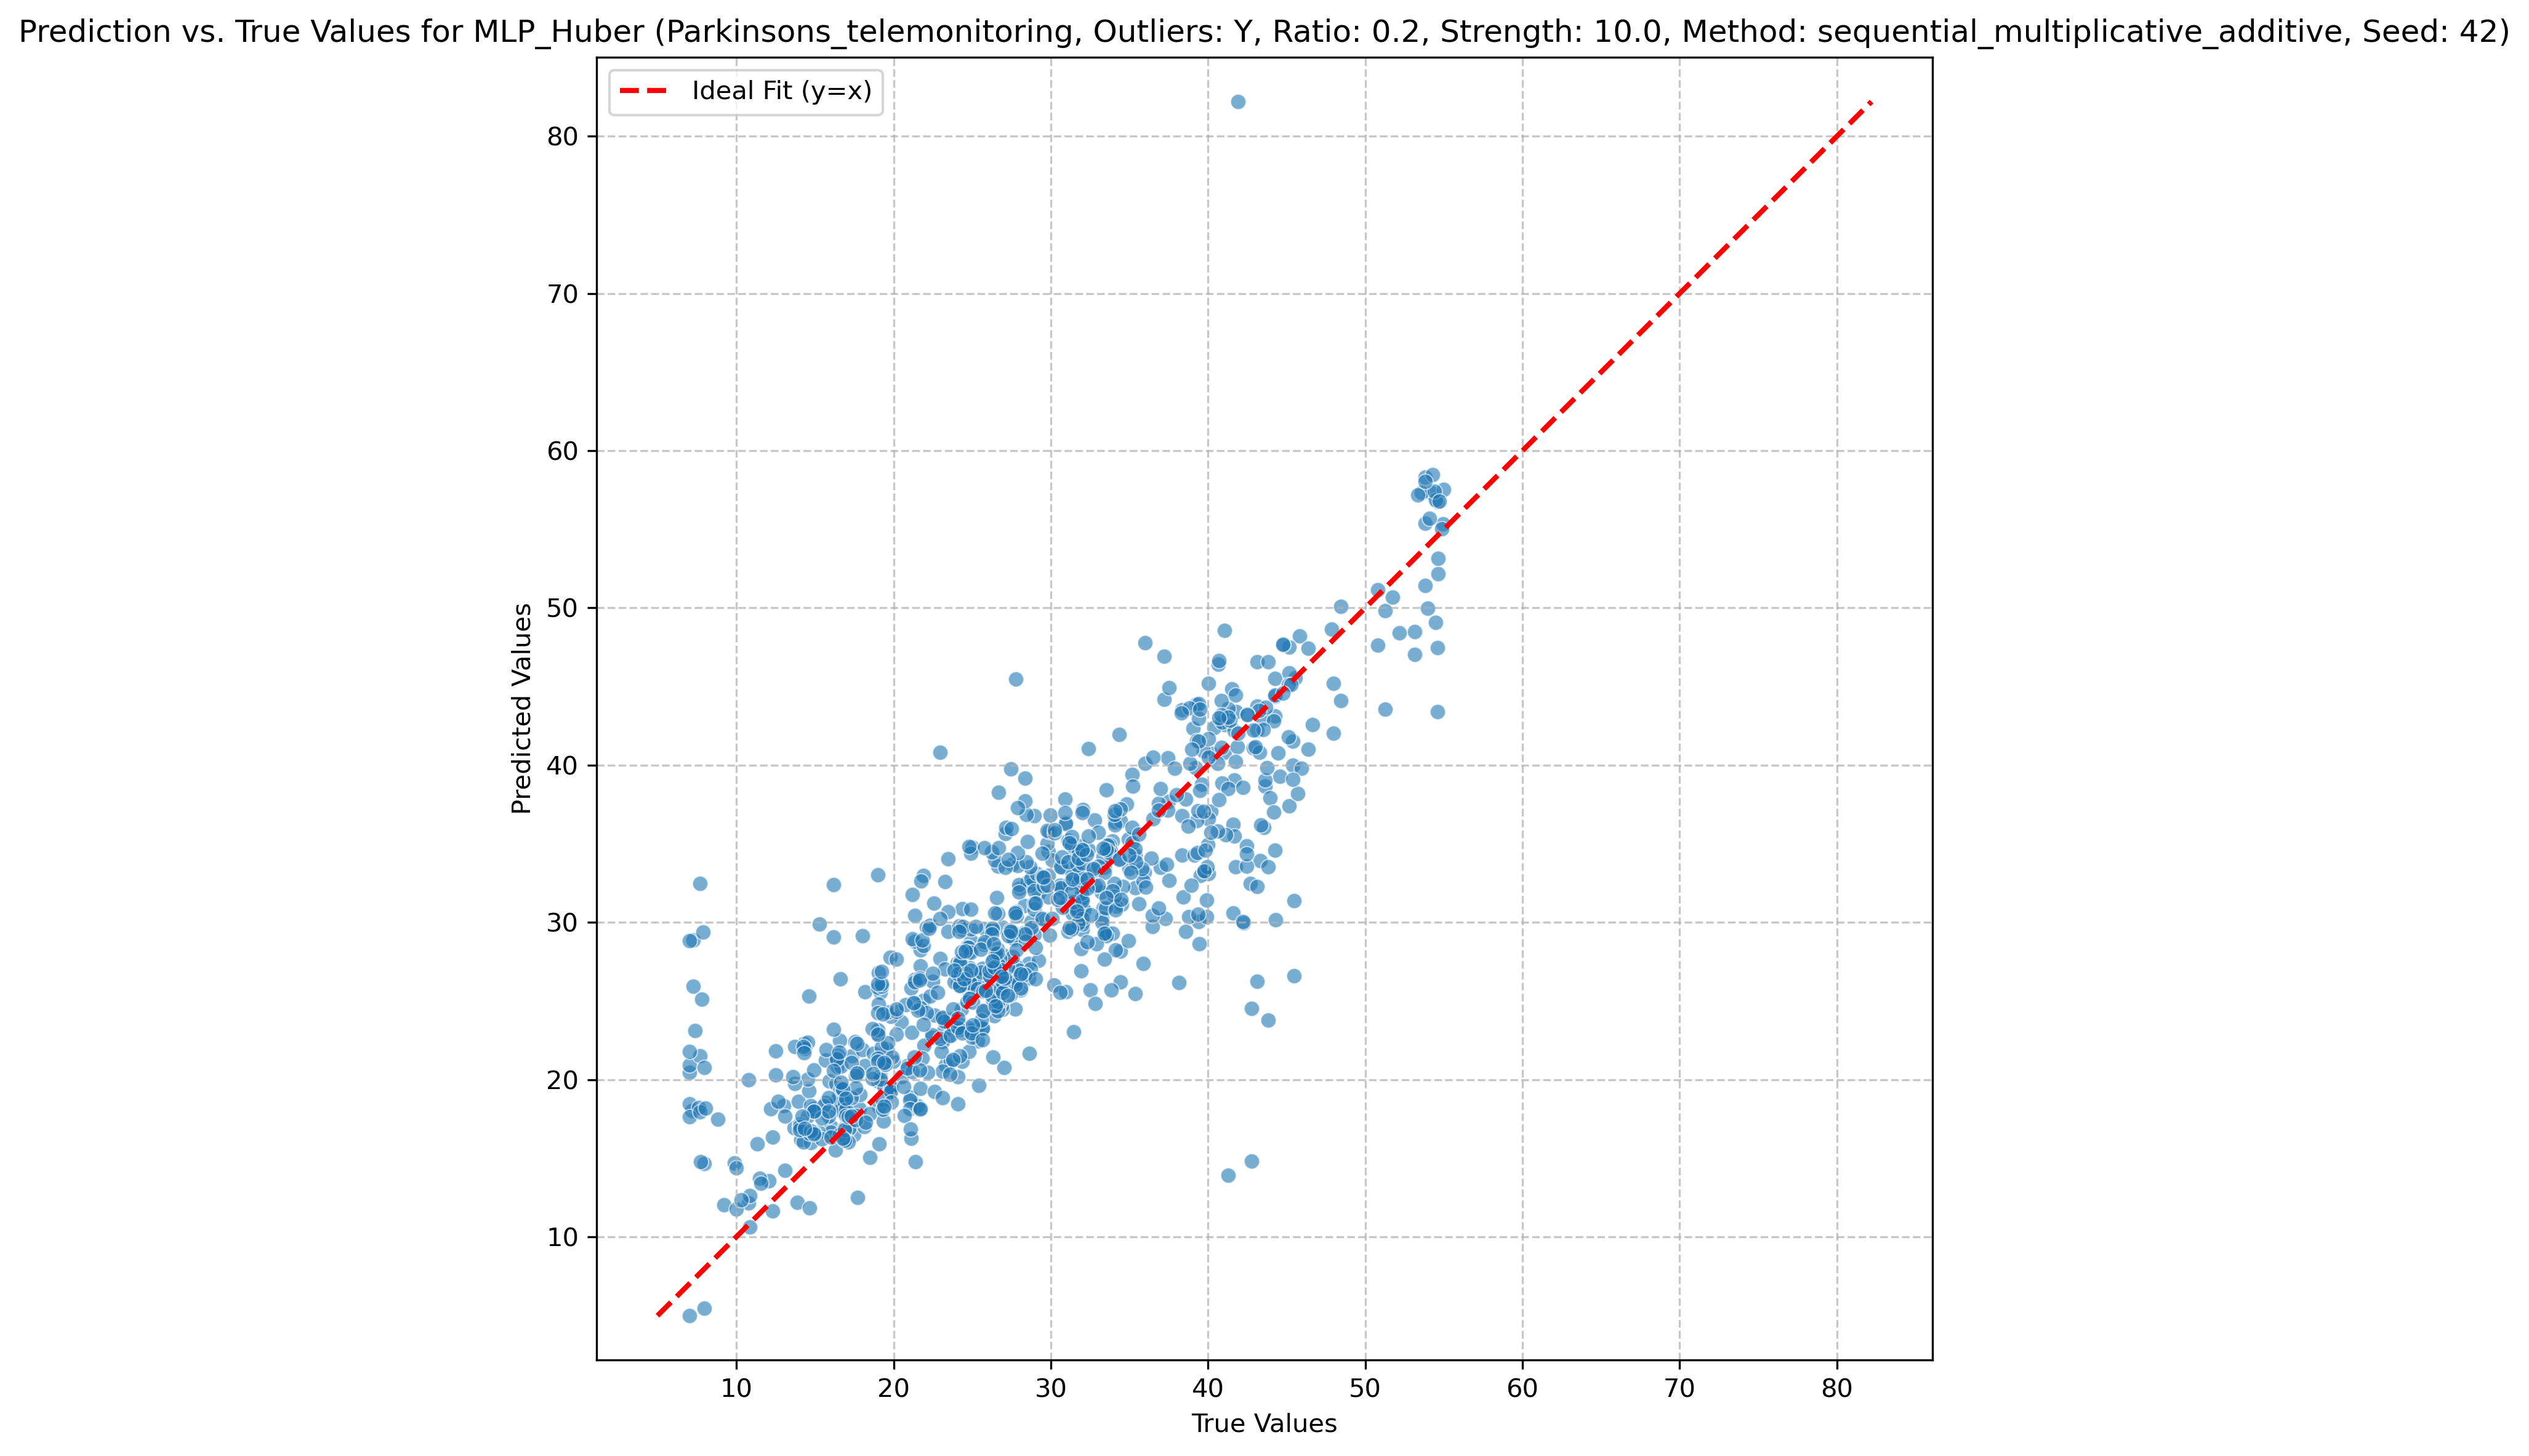 Prediction vs. True Values for MLP_Huber (Parkinsons_telemonitoring, Outliers: Y, Ratio: 0.2, Strength: 10.0, Method: sequential_multiplicative_additive, Seed: 42)
Ideal Fit (y=x)
80
70
60
50
40
30
20
10
Predicted Values
10 20 30 40 50 60 70 80
True Values